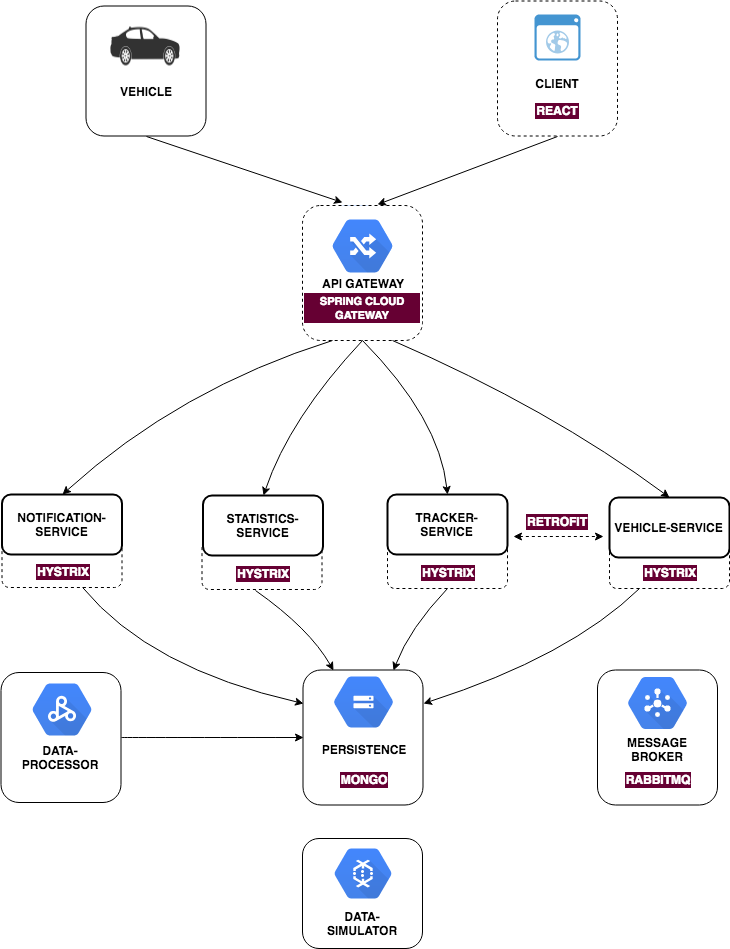 VEHICLE
CLIENT
REACT
API GATEWAY
SPRING CLOUD
GATEWAY
NOTIFICATION-
SERVICE
HYSTRIX
STATISTICS-
SERVICE
HYSTRIX
TRACKER-
SERVICE
HYSTRIX
RETROFIT
VEHICLE-SERVICE
HYSTRIX
DATA-
PROCESSOR
PERSISTENCE
MONGO
MESSAGE
BROKER
RABBITMQ
DATA-
SIMULATOR